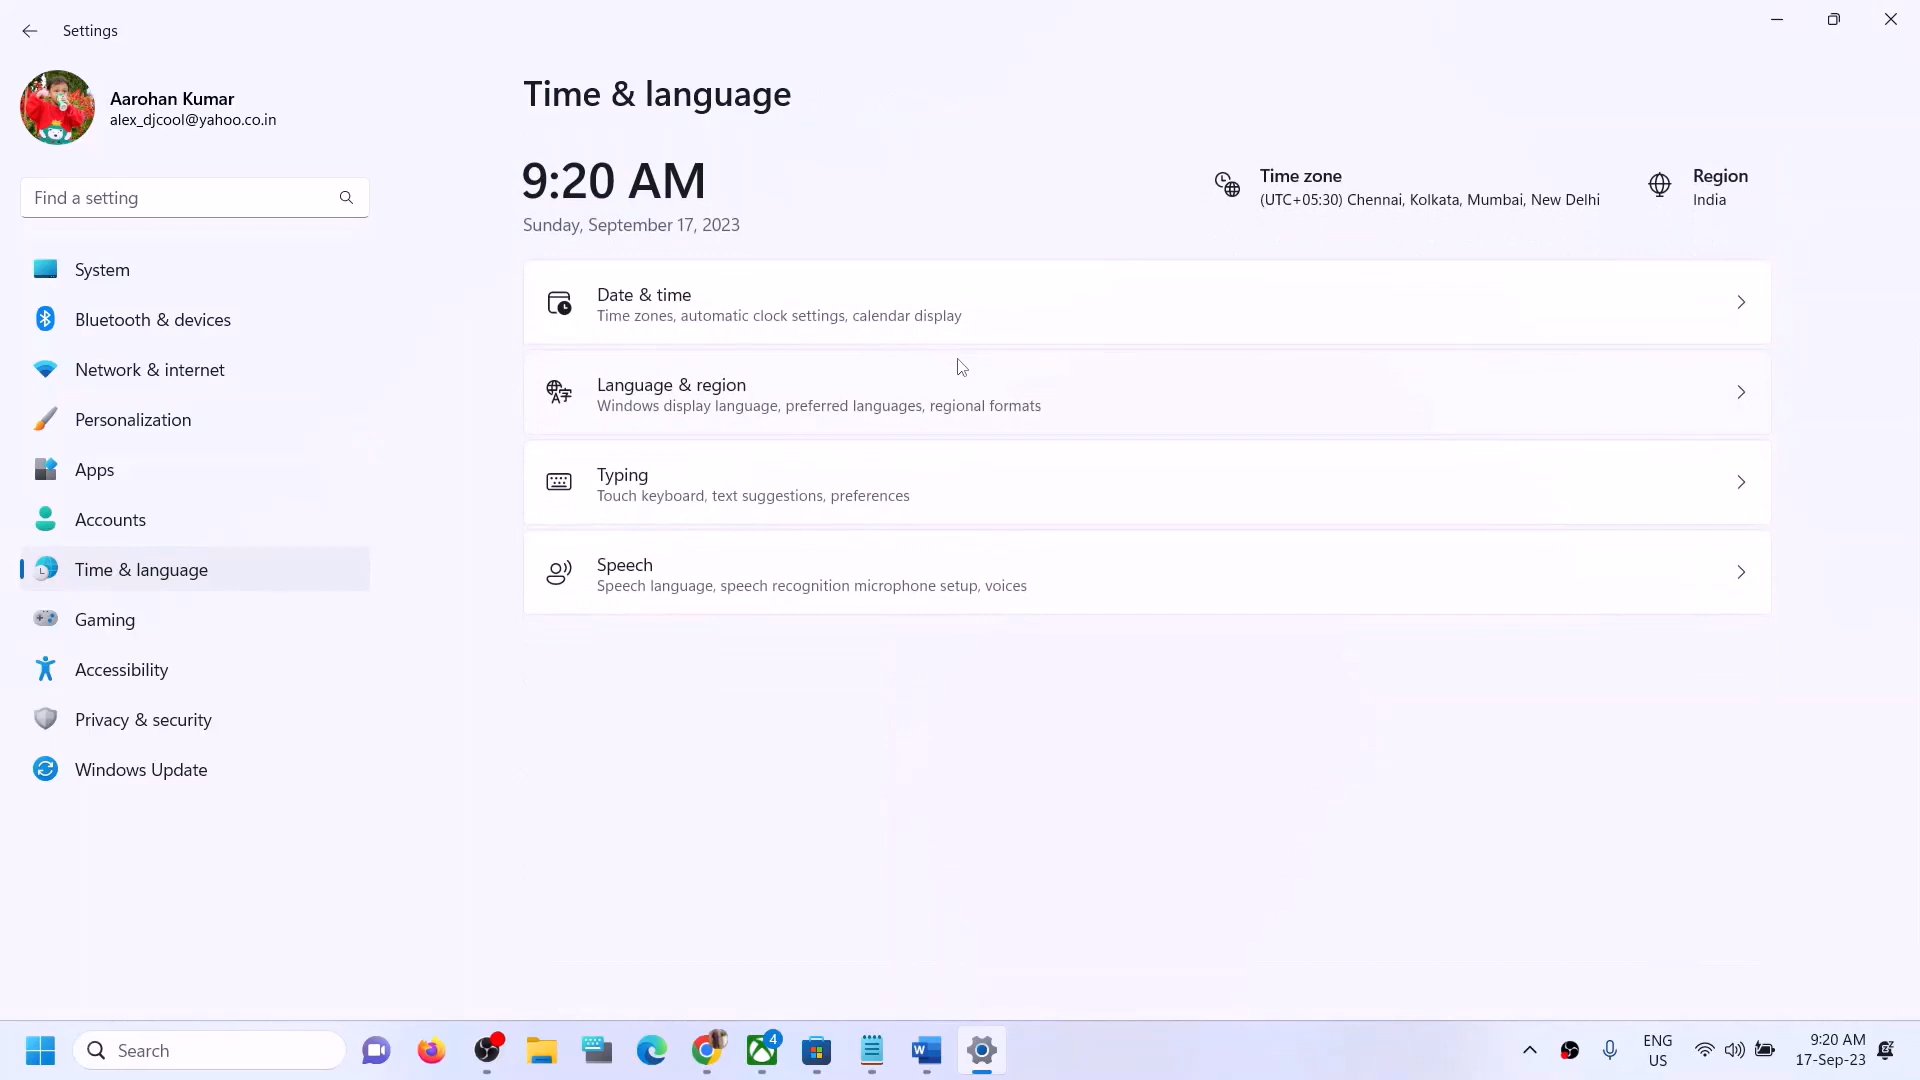 Settings
Aarohan Kumar
alex_djcool@yahoo.co.in
Find a setting
System
Bluetooth & devices
Network & internet
Personalization
Apps
Accounts
Time & language
Gaming
Accessibility
Privacy & security
Windows Update
Time & language
9:20 AM
Sunday, September 17, 2023
Time zone
(UTC+05:30) Chennai, Kolkata, Mumbai, New Delhi
Region
India
Date & time
Time zones, automatic clock settings, calendar display
Language & region
Windows display language, preferred languages, regional formats
Typing
Touch keyboard, text suggestions, preferences
Speech
Speech language, speech recognition microphone setup, voices
Search
4
W
ENG
US
9:20 AM
17-Sep-23